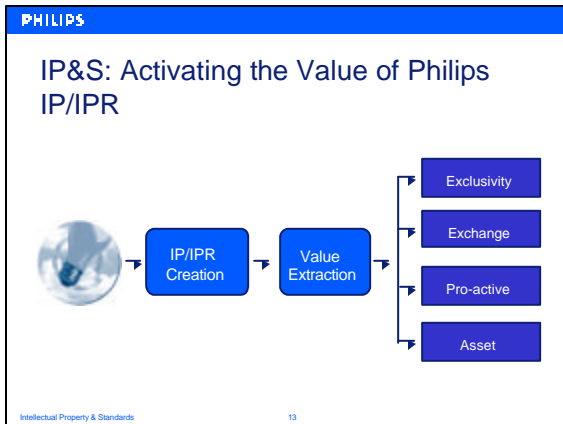 PHILIPS
IP&S: Activating the Value of Philips
IP/IPR
IP/IPR
Creation
Value
Extraction
Exclusivity
Exchange
Pro-active
Asset
Intellectual Property & Standards
13